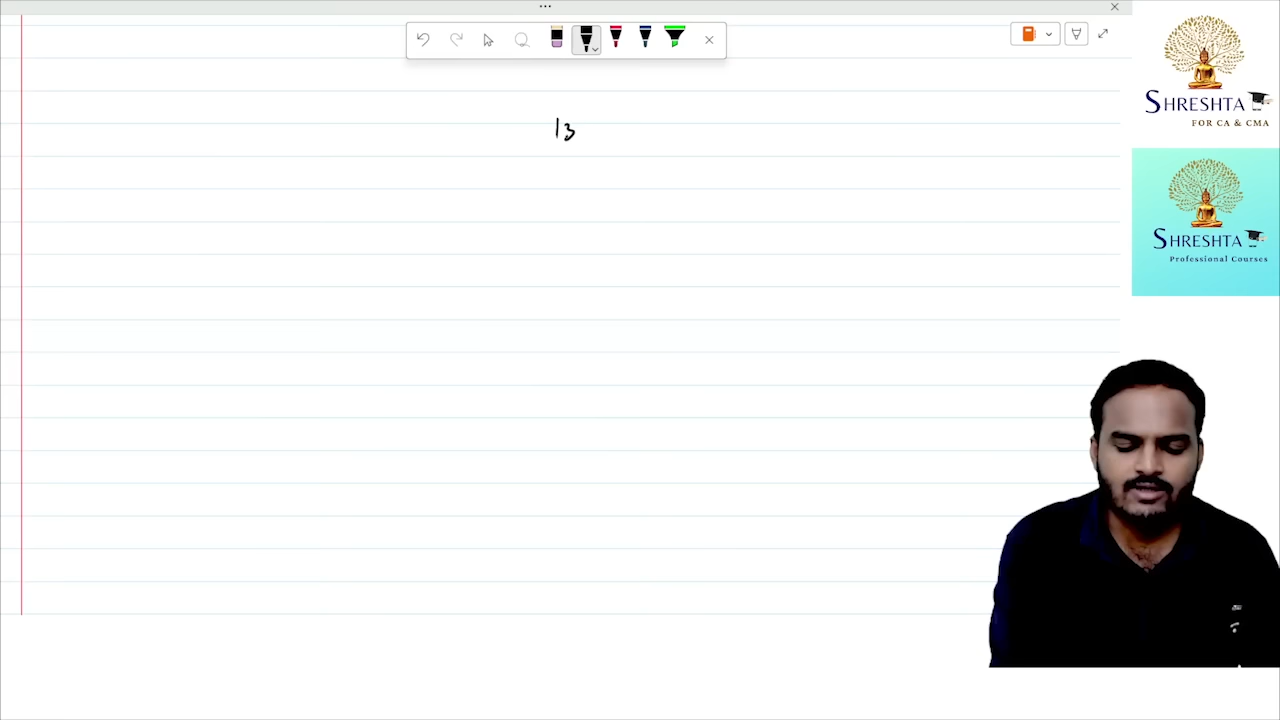 13
SHRESHTA
FOR CA & CMA
SHRESHTA
Professional Courses